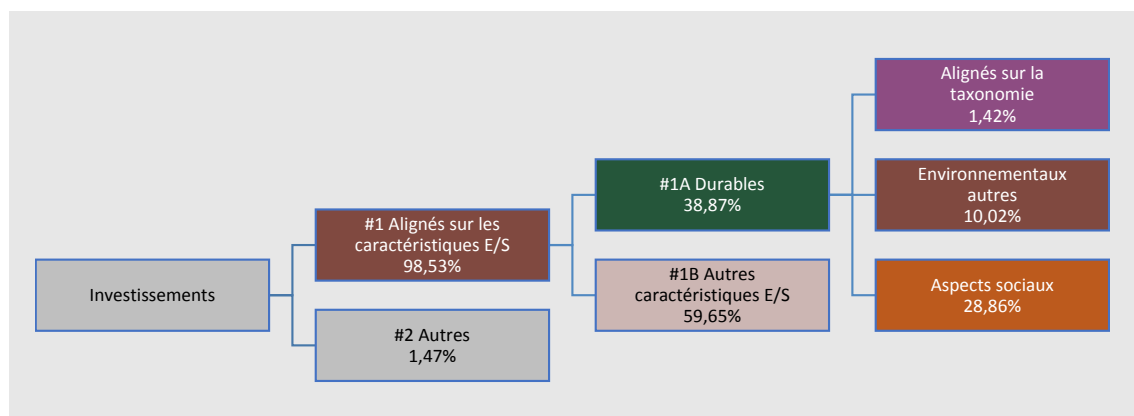 Investissements
#1 Alignés sur les
caractéristiques E/S
98,53%
#2 Autres
1,47%
#1A Durables
38,87%
#1B Autres
caractéristiques E/S
59,65%
Alignés sur la
taxonomie
1,42%
Environnementaux
autres
10,02%
Aspects sociaux
28,86%